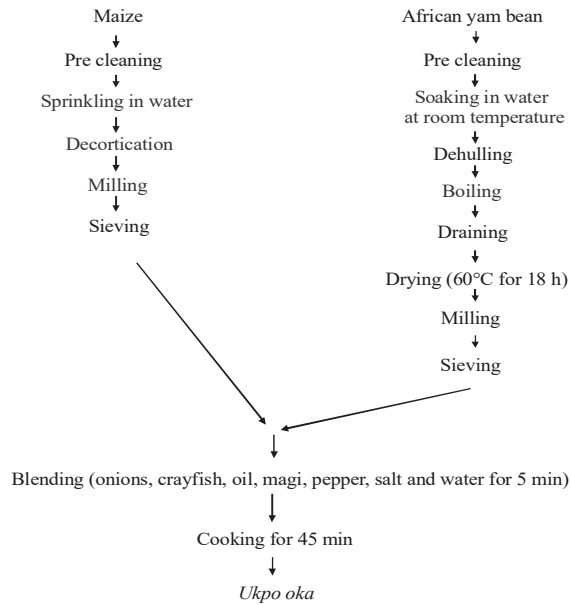 Maize
Pre cleaning
Sprinkling in water
Decortication
Milling
Sieving
African yam bean
Pre cleaning
Soaking in water
at room temperature
Dehulling
Boiling
Draining
Drying (60°C for 18 h)
Milling
Sieving
Blending (onions, crayfish, oil, magi, pepper, salt and water for 5 min)
Cooking for 45 min
Ukpo oka